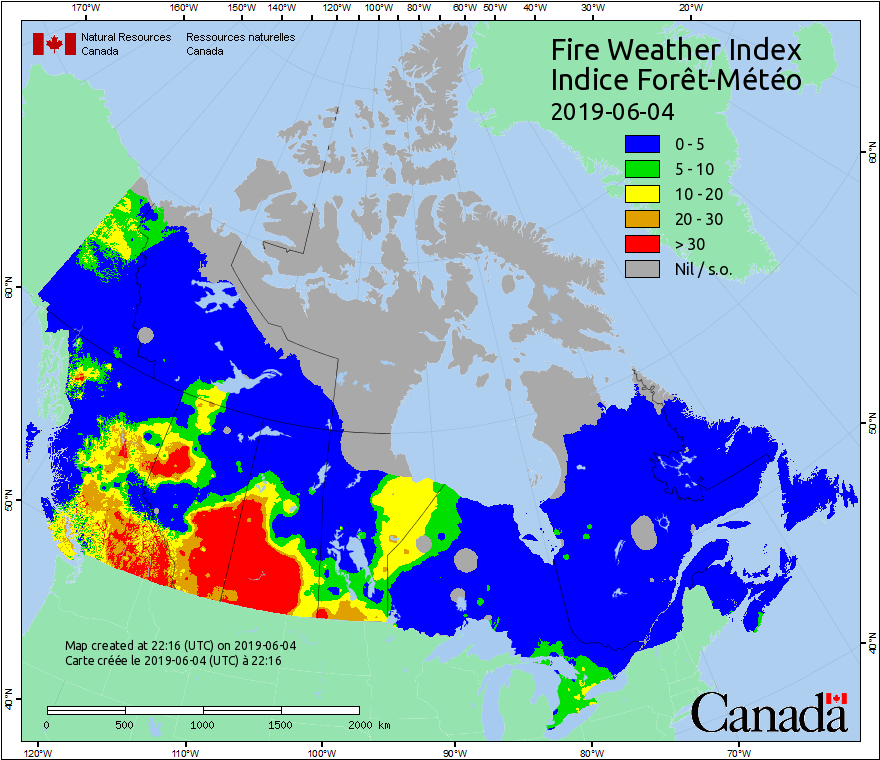 170°W 160°W 150°W 140°W 130°W 120°W 110°W 100°W 90°W 80°W 70°W 60°W 50°W 40°W 30°W 20°W
Natural Resources Canada
Ressources naturelles Canada
Fire Weather Index
Indice Forêt-Météo
2019-06-04
0 - 5
5 - 10
10 - 20
20 - 30
> 30
Nil / s.o.
60°N
60°N
50°N
50°N
40°N
40°N
Map created at 22:16 (UTC) on 2019-06-04
Carte créée le 2019-06-04 (UTC) à 22:16
0 500 1000 1500 2000 km
Canada
120°W 110°W 100°W 90°W 80°W 70°W